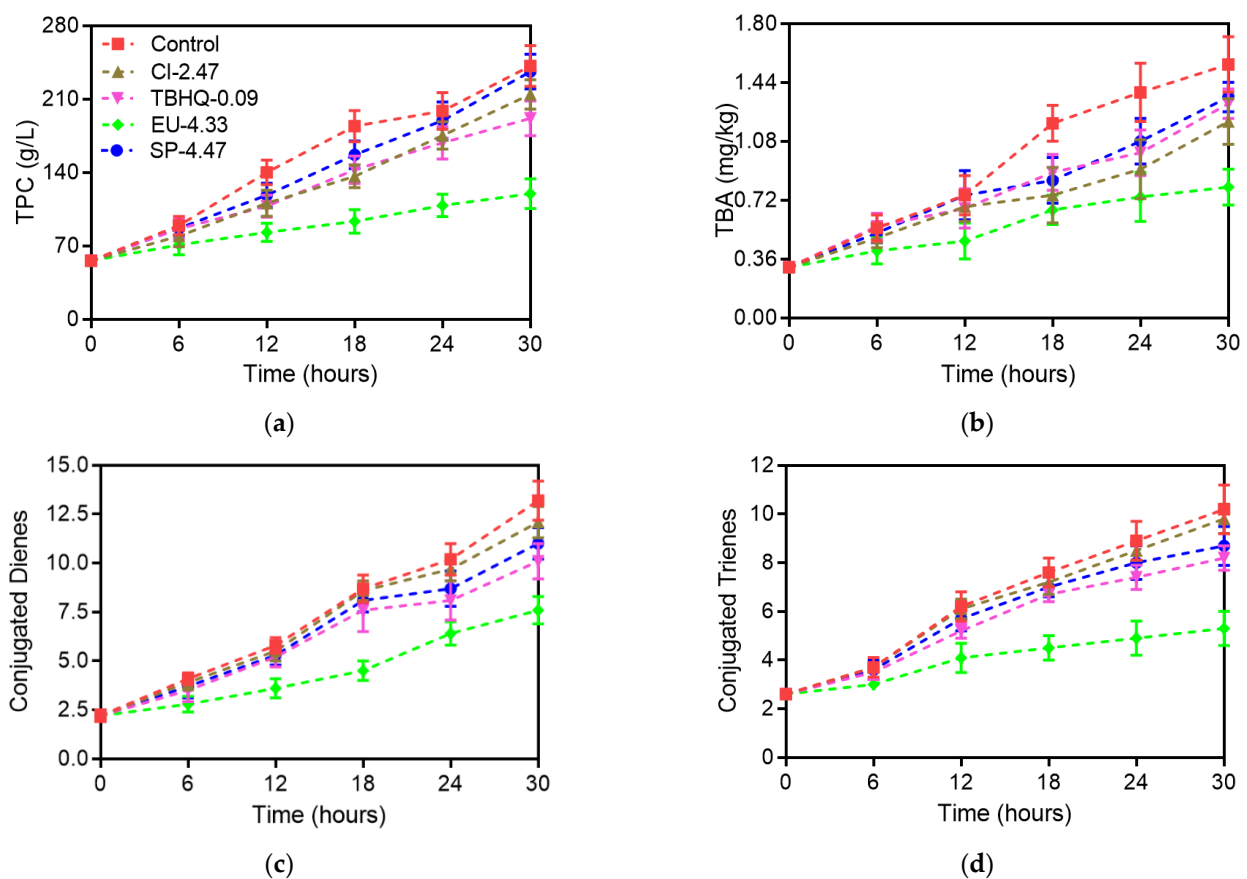 280
210
140
70
0
TPC (g/L)
Control
CI-2.47
TBHQ-0.09
EU-4.33
SP-4.47
0 6 12 18 24 30
Time (hours)
(a)
1.80
1.44
1.08
0.72
0.36
0.00
TBA (mg/kg)
0 6 12 18 24 30
Time (hours)
(b)
15.0
12.5
10.0
7.5
5.0
2.5
0.0
Conjugated Dienes
0 6 12 18 24 30
Time (hours)
(c)
12
10
8
6
4
2
0
Conjugated Trienes
0 6 12 18 24 30
Time (hours)
(d)